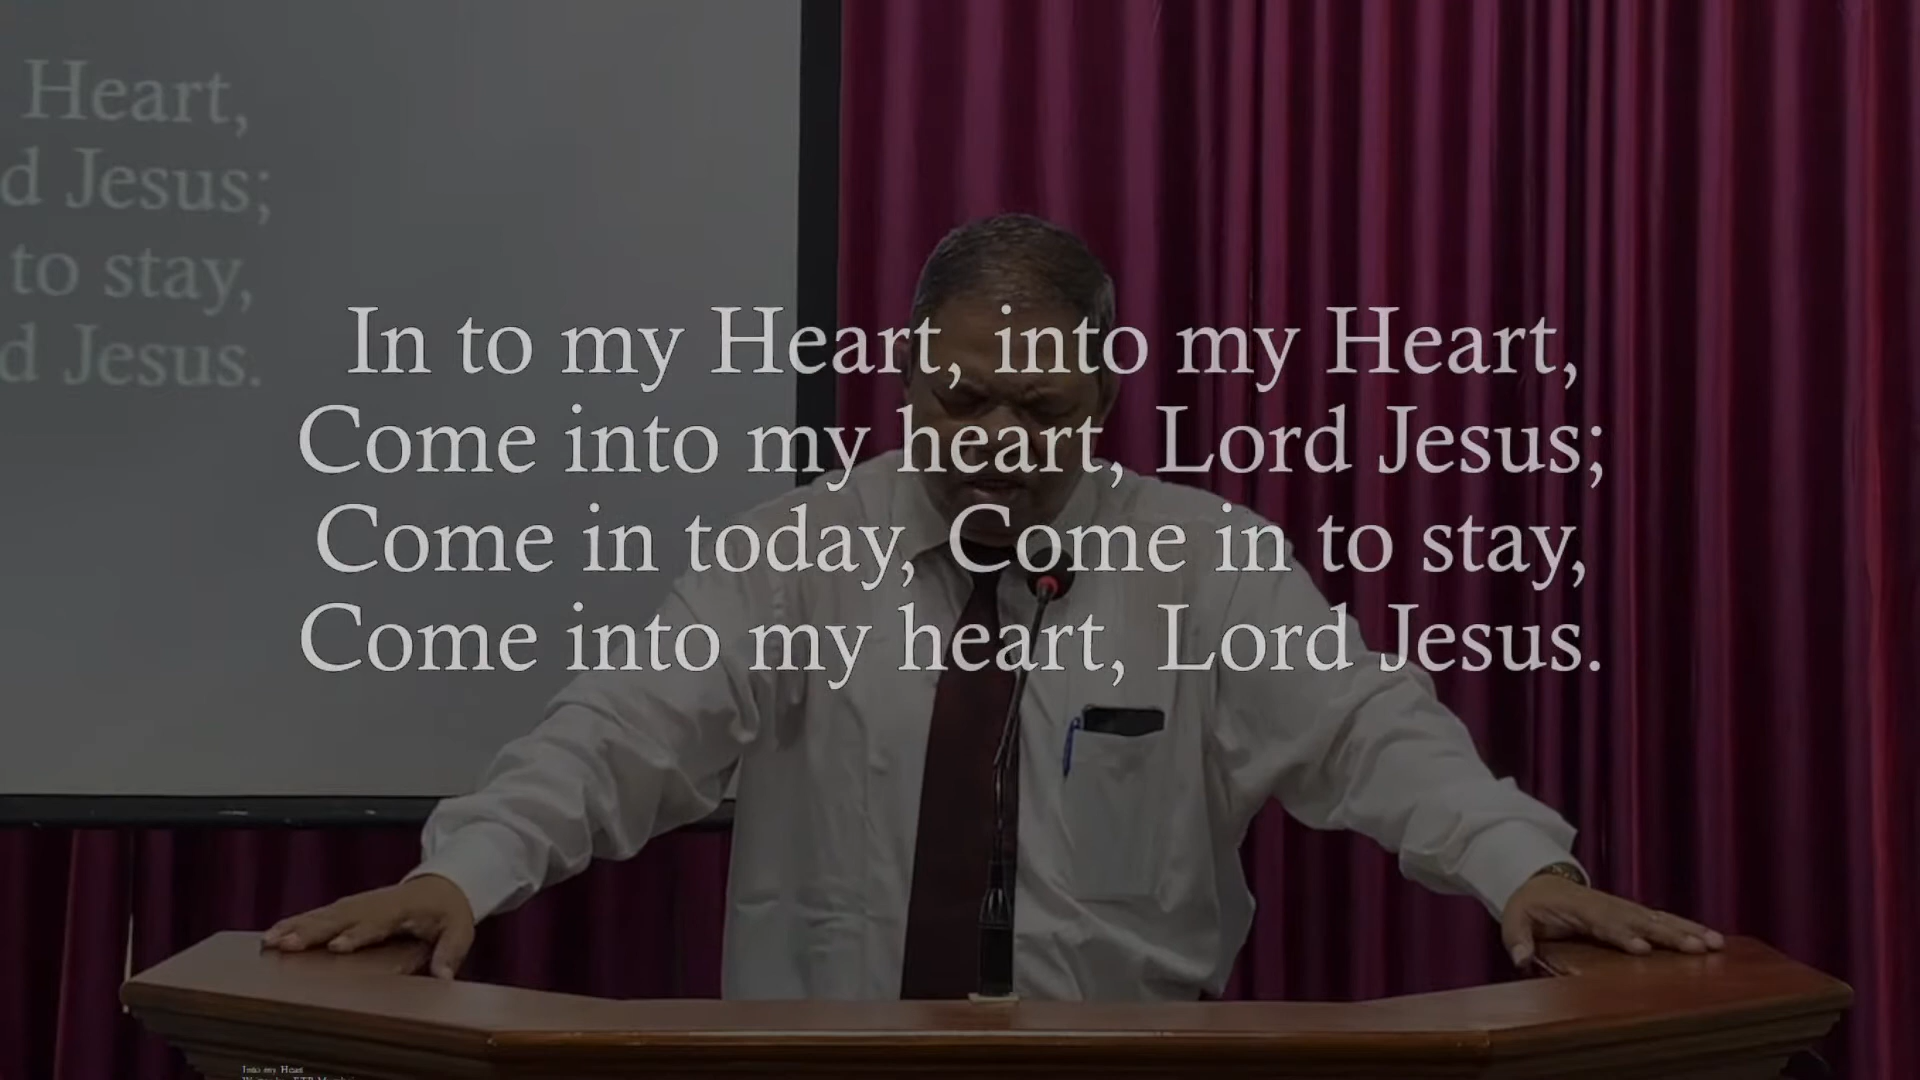 Heart,
d Jesus;
to stay,
d Jesus.
In to my Heart, into my Heart,
Come into my heart, Lord Jesus;
Come in today, Come in to stay,
Come into my heart, Lord Jesus.
Into my Heart